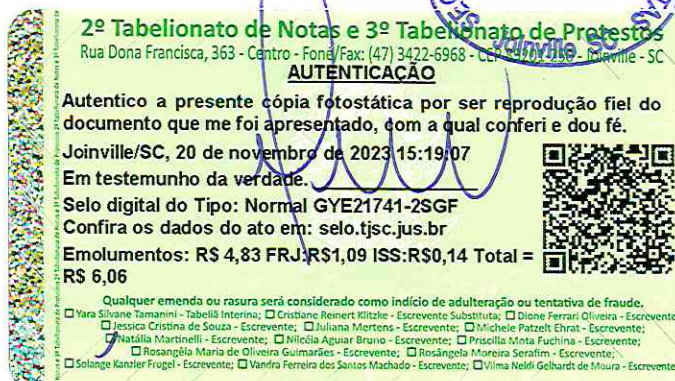 2º Tabelionato de Notas e 3º Tabelionato de Protestos
Rua Dona Francisca, 363 - Centro - Fone/Fax: (47) 3422-6968 - CEP 89201-250 - Joinville - SC
Joinville SC
AUTENTICAÇÃO
Autentico a presente cópia fotostática por ser reprodução fiel do
documento que me foi apresentado, com a qual conferi e dou fé.
Joinville/SC, 20 de novembro de 2023 15:19:07
Em testemunho da verdade.
Selo digital do Tipo: Normal GYE21741-2SGF
Confira os dados do ato em: selo.tjsc.jus.br
Emolumentos: R$ 4,83 FRJ:R$1,09 ISS:R$0,14 Total =
R$ 6,06
Qualquer emenda ou rasura será considerado como indício de adulteração ou tentativa de fraude.
☐ Yara Silvane Tamanini - Tabeliã Interina; ☐ Cristiane Reinert Klitzke - Escrevente Substituta; ☐ Dione Ferrari Oliveira - Escrevente
☐ Jessica Cristina de Souza - Escrevente; ☐ Juliana Mertens - Escrevente; ☐ Michele Patzelt Ehrat - Escrevente;
☐ Natália Martinelli - Escrevente; ☐ Nilcéia Aguiar Bruno - Escrevente; ☐ Priscilla Mota Fuchina - Escrevente;
☐ Rosangêla Maria de Oliveira Guimarães - Escrevente; ☐ Rosângela Moreira Serafim - Escrevente;
☐ Solange Kanzler Frogel - Escrevente; ☐ Vandra Ferreira dos Santos Machado - Escrevente; ☐ Vilma Neldi Gelhardt de Moura - Escrevente